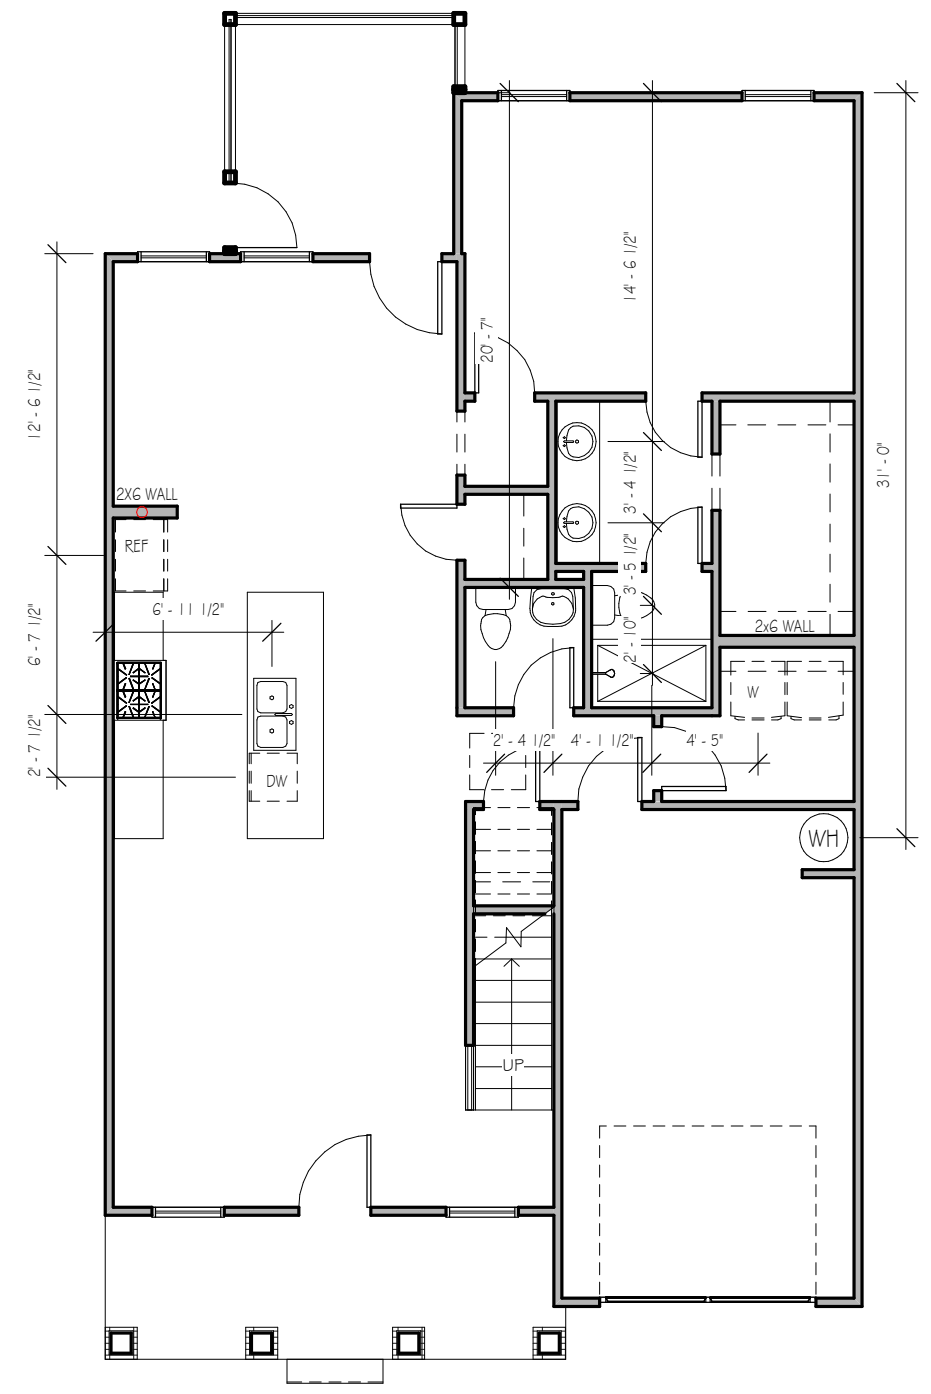 14' - 6 1/2"
20' - 7"
12' - 6 1/2"
31' - 0"
3' - 4 1/2"
2X6 WALL
REF
3' - 5 1/2"
6' - 11 1/2"
6' - 7 1/2"
2' - 10"
2x6 WALL
W
2' - 7 1/2"
2' - 4 1/2"
4' - 1 1/2"
4' - 5"
DW
WH
UP